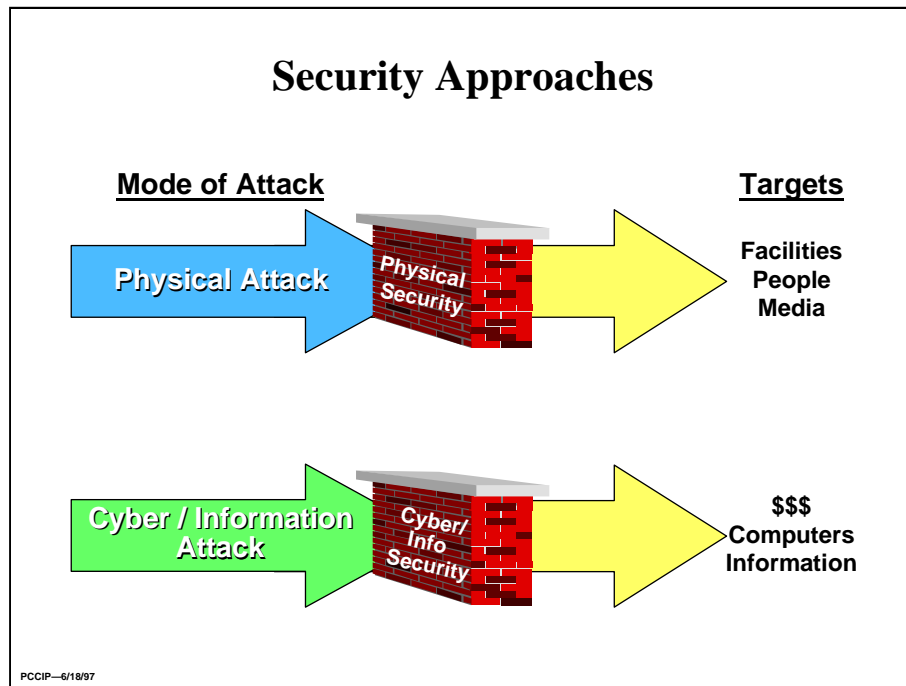 Security Approaches
Mode of Attack
Targets
Physical Attack
Physical
Security
Facilities
People
Media
Cyber / Information
Attack
Cyber/
Info
Security
$$$
Computers
Information
PCCIP—6/18/97